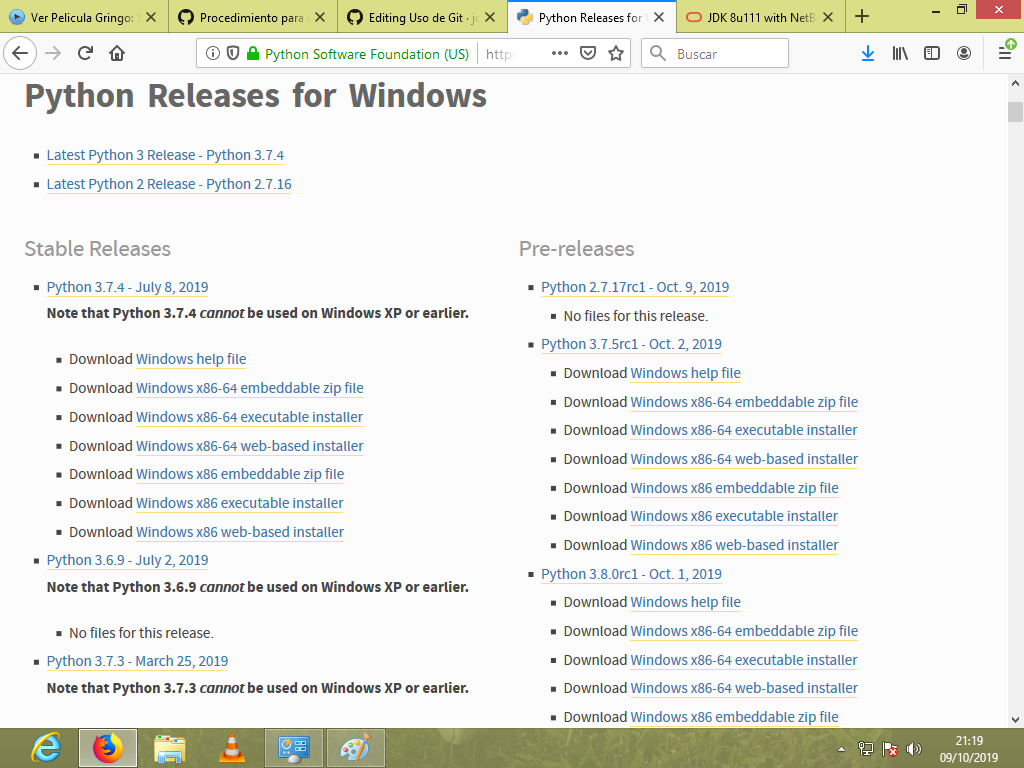 Ver Pelicula Gringo: S
Procedimiento para
Editing Uso de Git · jo
Python Releases for W
JDK 8u111 with NetB
Python Software Foundation (US)
https
Buscar
Python Releases for Windows
Latest Python 3 Release - Python 3.7.4
Latest Python 2 Release - Python 2.7.16
Stable Releases
Python 3.7.4 - July 8, 2019
Note that Python 3.7.4 cannot be used on Windows XP or earlier.
Download Windows help file
Download Windows x86-64 embeddable zip file
Download Windows x86-64 executable installer
Download Windows x86-64 web-based installer
Download Windows x86 embeddable zip file
Download Windows x86 executable installer
Download Windows x86 web-based installer
Python 3.6.9 - July 2, 2019
Note that Python 3.6.9 cannot be used on Windows XP or earlier.
No files for this release.
Python 3.7.3 - March 25, 2019
Note that Python 3.7.3 cannot be used on Windows XP or earlier.
Pre-releases
Python 2.7.17rc1 - Oct. 9, 2019
No files for this release.
Python 3.7.5rc1 - Oct. 2, 2019
Download Windows help file
Download Windows x86-64 embeddable zip file
Download Windows x86-64 executable installer
Download Windows x86-64 web-based installer
Download Windows x86 embeddable zip file
Download Windows x86 executable installer
Download Windows x86 web-based installer
Python 3.8.0rc1 - Oct. 1, 2019
Download Windows help file
Download Windows x86-64 embeddable zip file
Download Windows x86-64 executable installer
Download Windows x86-64 web-based installer
Download Windows x86 embeddable zip file
21:19
09/10/2019